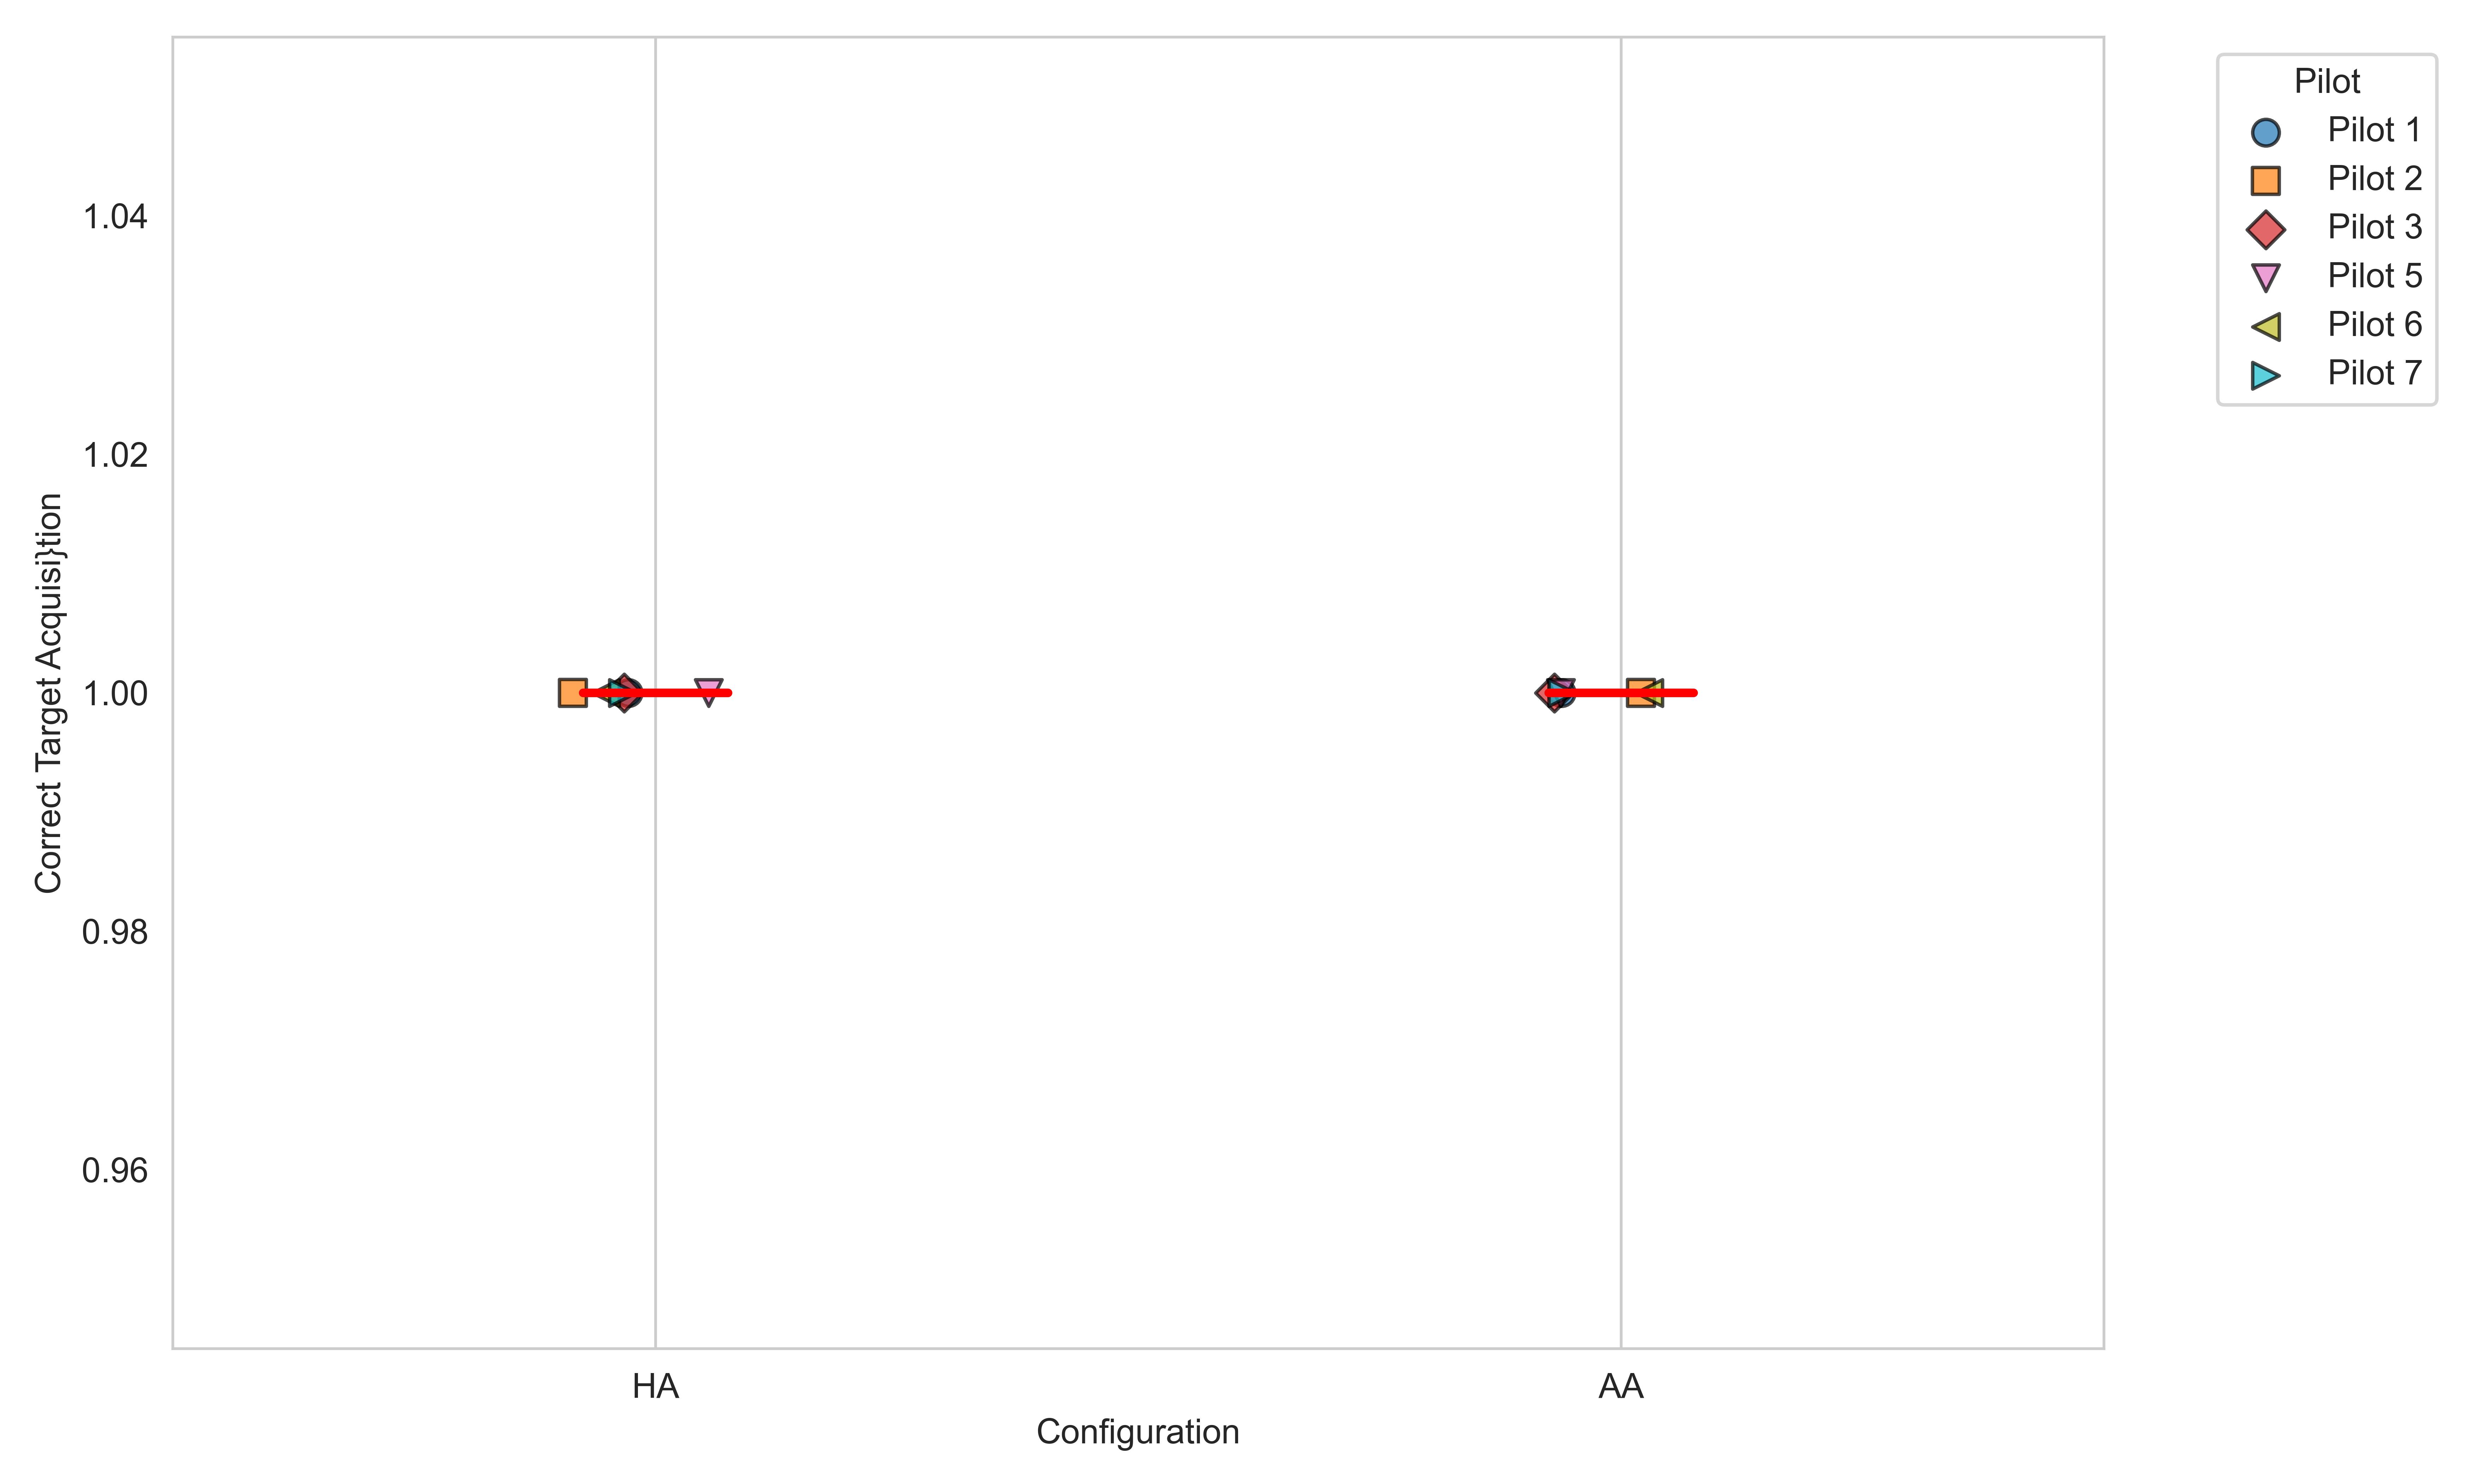 Pilot
Pilot 1
Pilot 2
Pilot 3
Pilot 5
Pilot 6
Pilot 7
1.04
1.02
1.00
0.98
0.96
Correct Target Acquisi}tion
HA
AA
Configuration